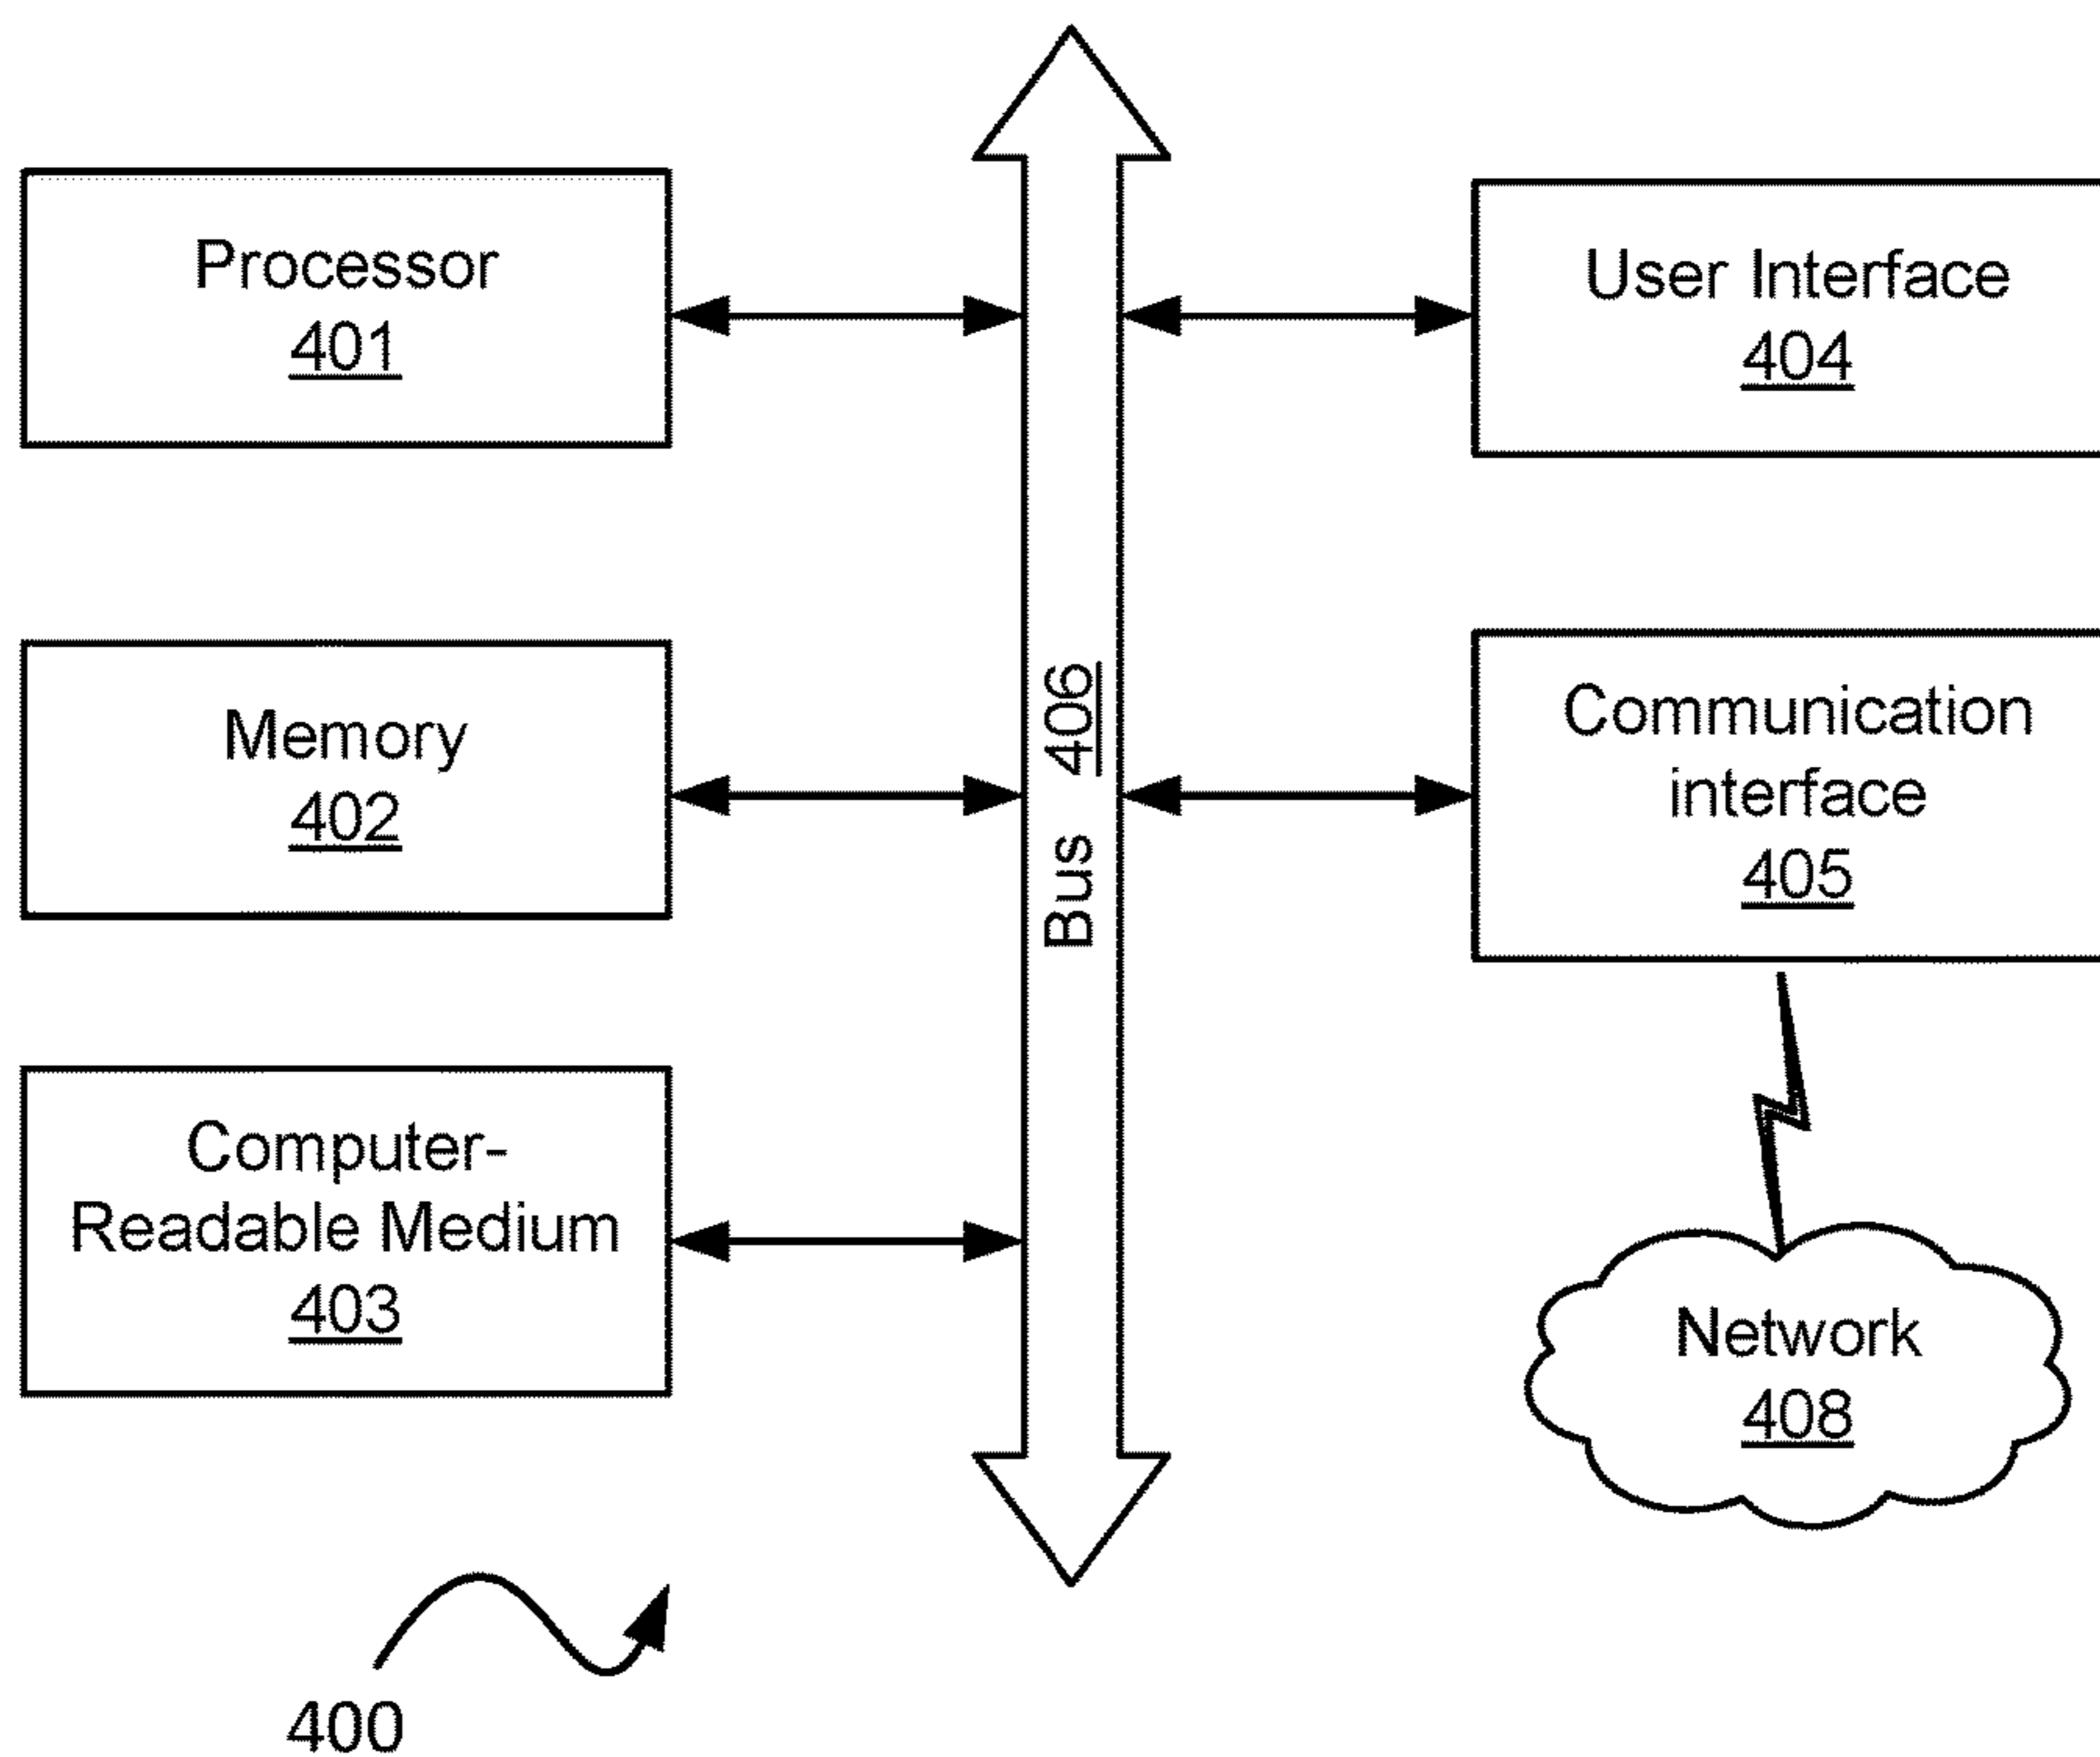 Processor
401
Memory
402
Computer-
Readable Medium
403
Bus 406
User Interface
404
Communication
interface
405
Network
408
400